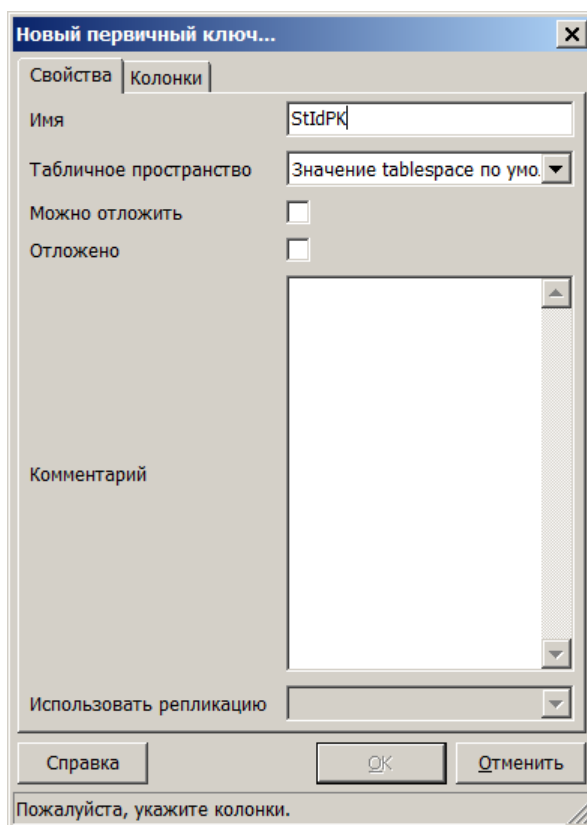 Новый первичный ключ...
Свойства Колонки
Имя StIdPK
Табличное пространство Значение tablespace по умо.
Можно отложить
Отложено
Комментарий
Использовать репликацию
Справка OK Отменить
Пожалуйста, укажите колонки.